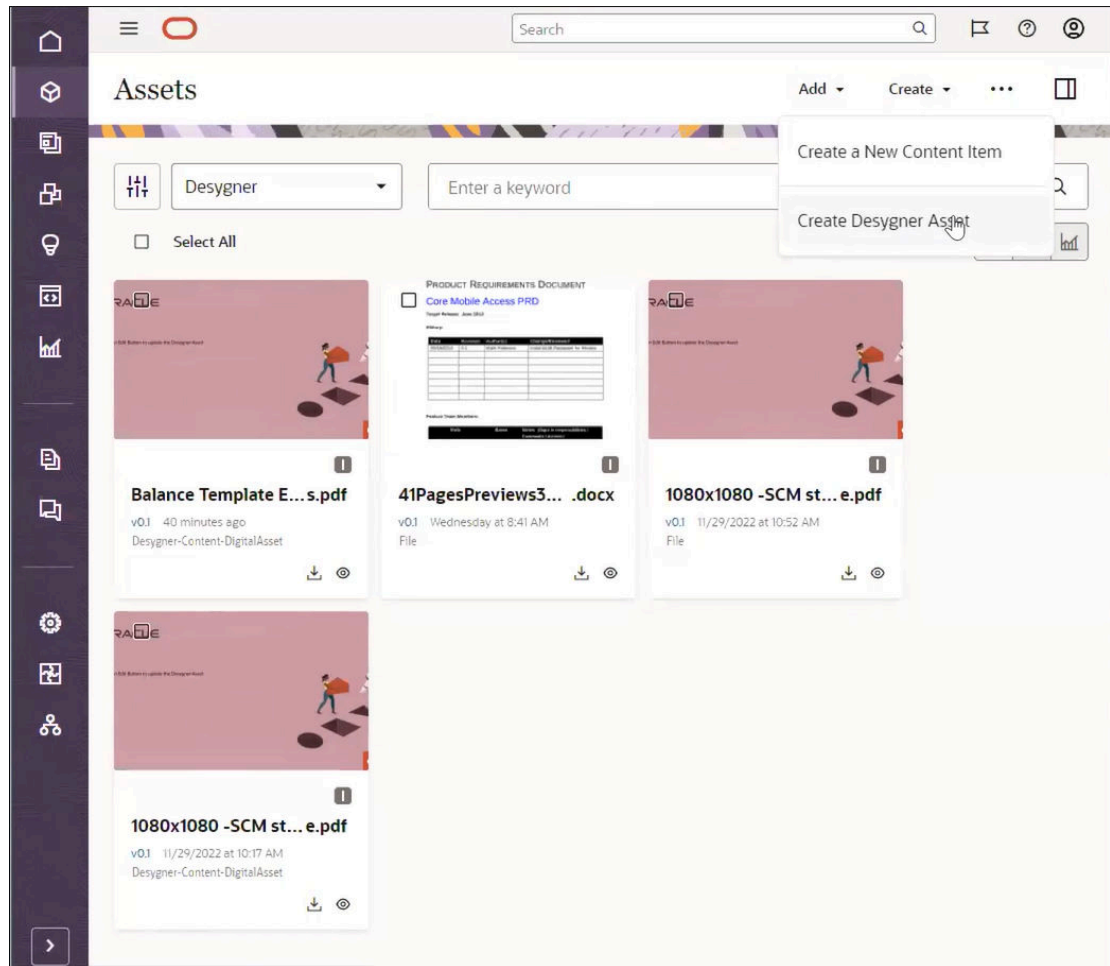 Search
Assets
Add
Create
Create a New Content Item
Create Desygner Asset
Desygner
Enter a keyword
Select All
PRODUCT REQUIREMENTS DOCUMENT
Core Mobile Access PRD
Balance Template E... s.pdf
v0.1 40 minutes ago
Desygner-Content-DigitalAsset
41PagesPreviews3... .docx
v0.1 Wednesday at 8:41 AM
File
1080x1080 -SCM st... e.pdf
v0.1 11/29/2022 at 10:52 AM
File
1080x1080 -SCM st... e.pdf
v0.1 11/29/2022 at 10:17 AM
Desygner-Content-DigitalAsset